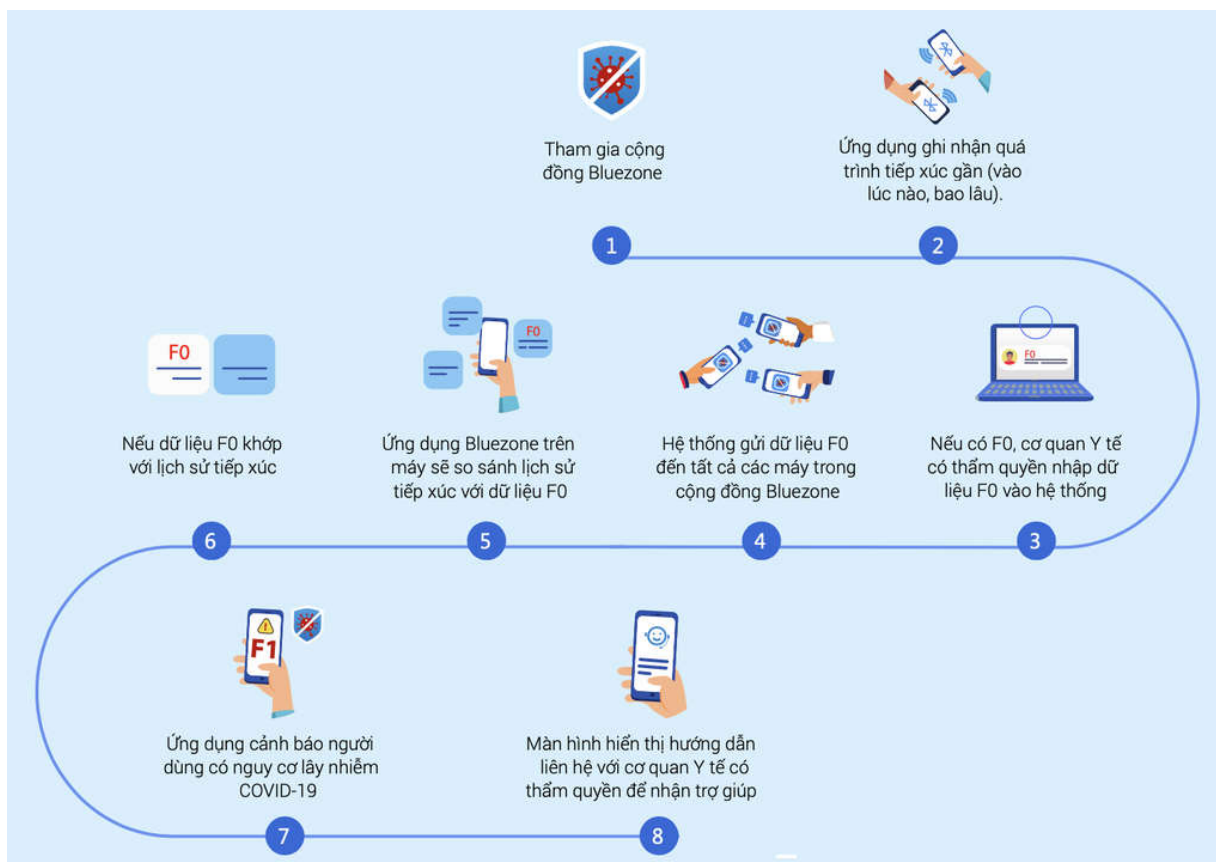 Tham gia cộng
đồng Bluezone
1
Ứng dụng ghi nhận quá
trình tiếp xúc gần (vào
lúc nào, bao lâu).
2
F0
Nếu có F0, cơ quan Y tế
có thẩm quyền nhập dữ
liệu F0 vào hệ thống
3
Hệ thống gửi dữ liệu F0
đến tất cả các máy trong
cộng đồng Bluezone
4
F0
Ứng dụng Bluezone trên
máy sẽ so sánh lịch sử
tiếp xúc với dữ liệu F0
5
F0
Nếu dữ liệu F0 khớp
với lịch sử tiếp xúc
6
F1
Ứng dụng cảnh báo người
dùng có nguy cơ lây nhiễm
COVID-19
7
Màn hình hiển thị hướng dẫn
liên hệ với cơ quan Y tế có
thẩm quyền để nhận trợ giúp
8